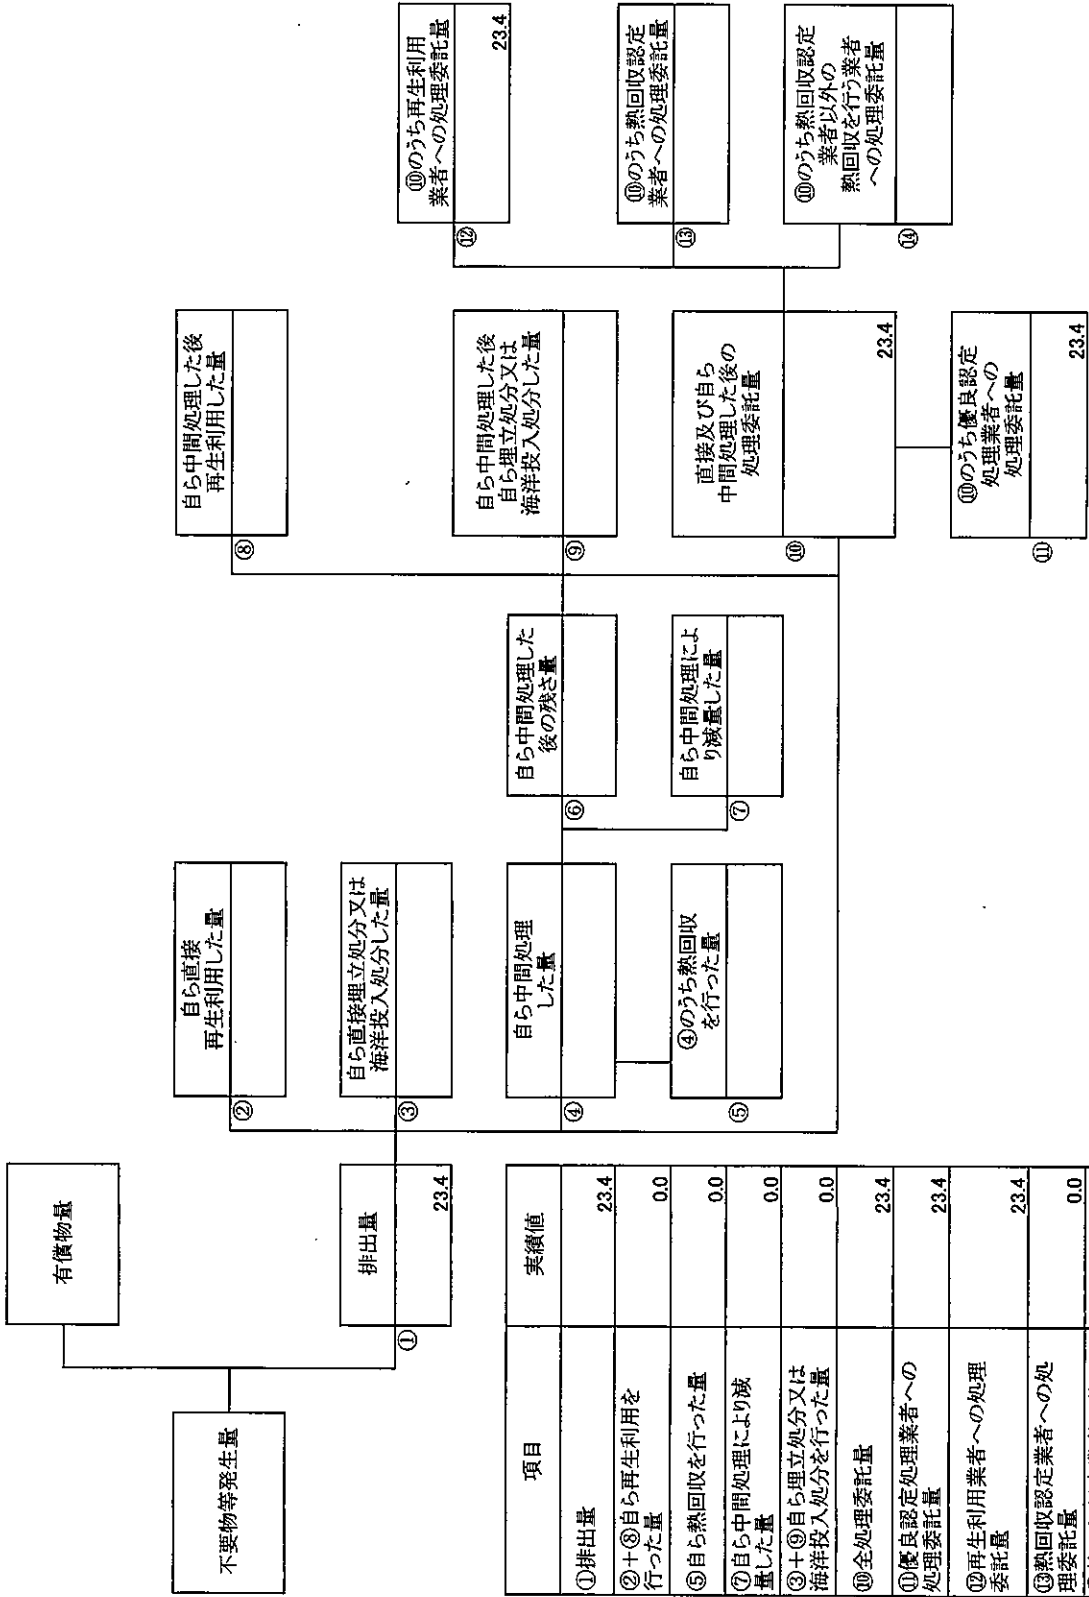 不要物等発生量
有償物量
排出量
①
23.4
自ら直接
再生利用した量
②
自ら直接埋立処分又は
海洋投入処分した量
③
自ら中間処理
した量
④
④のうち熱回収
を行った量
⑤
自ら中間処理した
後の残さ量
⑥
自ら中間処理によ
り減量した量
⑦
自ら中間処理した後
再生利用した量
⑧
自ら中間処理した後
自ら埋立処分又は
海洋投入処分した量
⑨
直接及び自ら
中間処理した後の
処理委託量
⑩
23.4
⑩のうち優良認定
処理業者への
処理委託量
⑪
23.4
⑩のうち再生利用
業者への処理委託量
⑫
23.4
⑩のうち熱回収認定
業者への処理委託量
⑬
⑩のうち熱回収認定
業者以外の
熱回収を行う業者
への処理委託量
⑭
項目
実績値
①排出量
23.4
②+⑧自ら再生利用を
行った量
0.0
⑤自ら熱回収を行った量
0.0
⑦自ら中間処理により減
量した量
0.0
③+⑨自ら埋立処分又は
海洋投入処分を行った量
0.0
⑩全処理委託量
23.4
⑪優良認定処理業者への
処理委託量
23.4
⑫再生利用業者への処理
委託量
23.4
⑬熱回収認定業者への処
理委託量
0.0